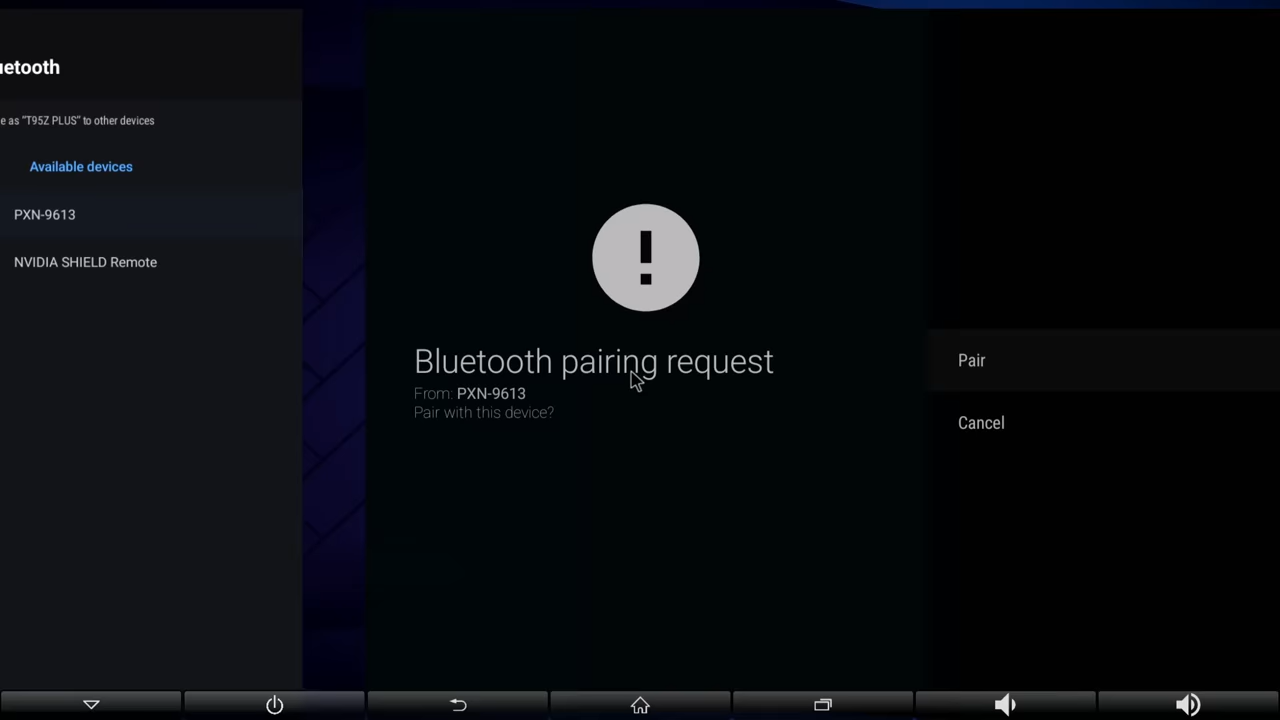 uetooth
e as "T95Z PLUS" to other devices
Available devices
PXN-9613
NVIDIA SHIELD Remote
Bluetooth pairing request
From: PXN-9613
Pair with this device?
Pair
Cancel